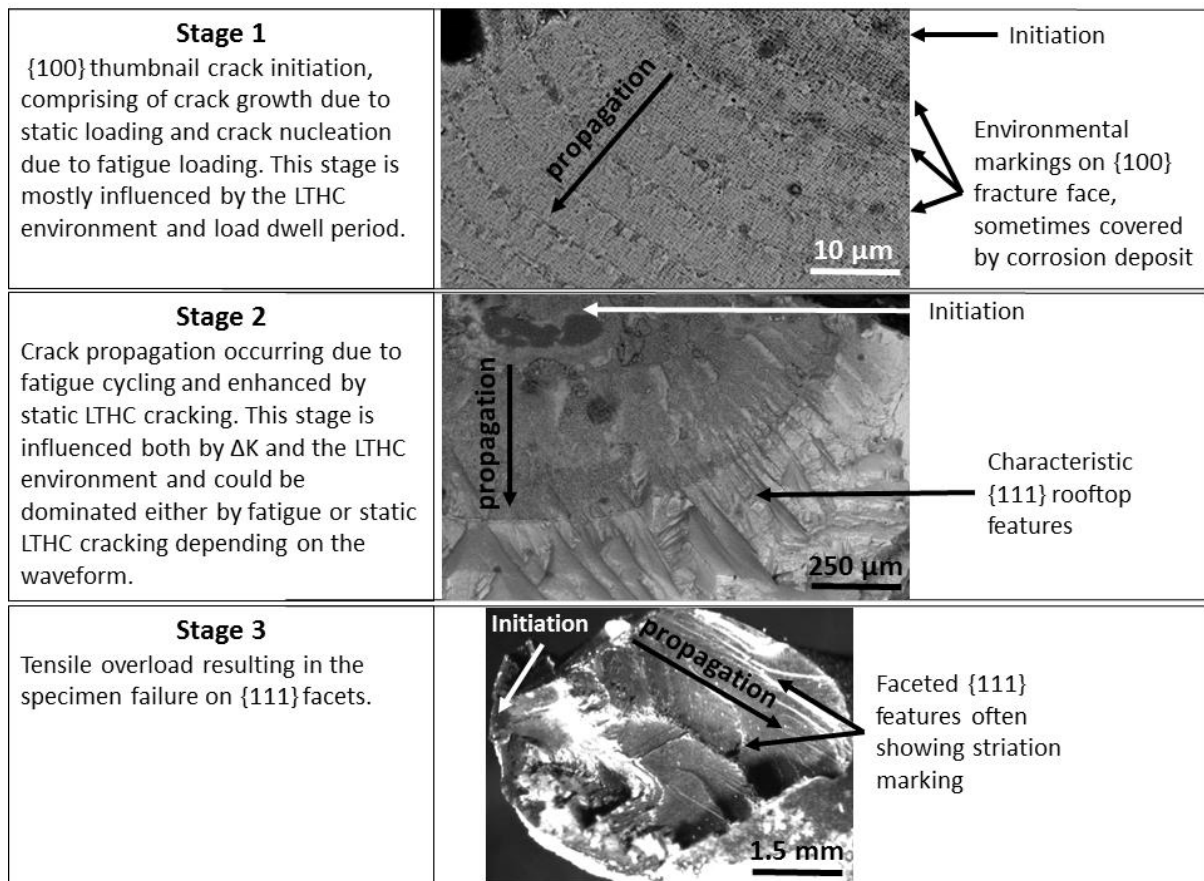 Stage 1
{100} thumbnail crack initiation,
comprising of crack growth due to
static loading and crack nucleation
due to fatigue loading. This stage is
mostly influenced by the LTHC
environment and load dwell period.
propagation
10 µm
Initiation
Environmental
markings on {100}
fracture face,
sometimes covered
by corrosion deposit
Stage 2
Crack propagation occurring due to
fatigue cycling and enhanced by
static LTHC cracking. This stage is
influenced both by ΔK and the LTHC
environment and could be
dominated either by fatigue or static
LTHC cracking depending on the
waveform.
propagation
250 µm
Initiation
Characteristic
{111} rooftop
features
Stage 3
Tensile overload resulting in the
specimen failure on {111} facets.
Initiation
propagation
1.5 mm
Faceted {111}
features often
showing striation
marking